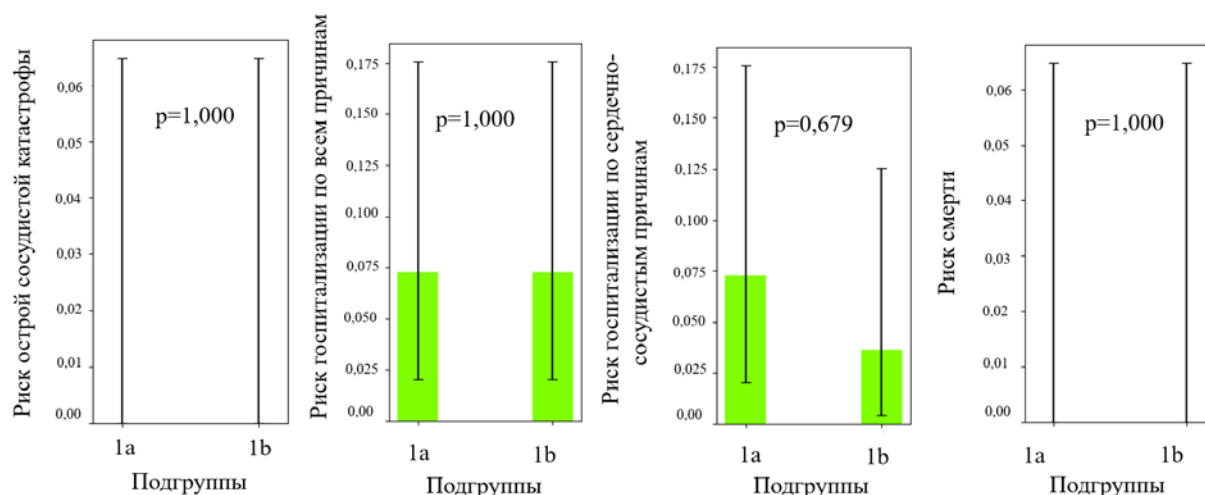 Риск острой сосудистой катастрофы
0,06
0,05
0,04
0,03
0,02
0,01
0,00
p=1,000
1a
1b
Подгруппы
Риск госпитализации по всем причинам
0,175
0,150
0,125
0,100
0,075
0,050
0,025
0,00
p=1,000
1a
1b
Подгруппы
Риск госпитализации по сердечно-
сосудистым причинам
0,175
0,150
0,125
0,100
0,075
0,050
0,025
0,00
p=0,679
1a
1b
Подгруппы
Риск смерти
0,06
0,05
0,04
0,03
0,02
0,01
0,00
p=1,000
1a
1b
Подгруппы